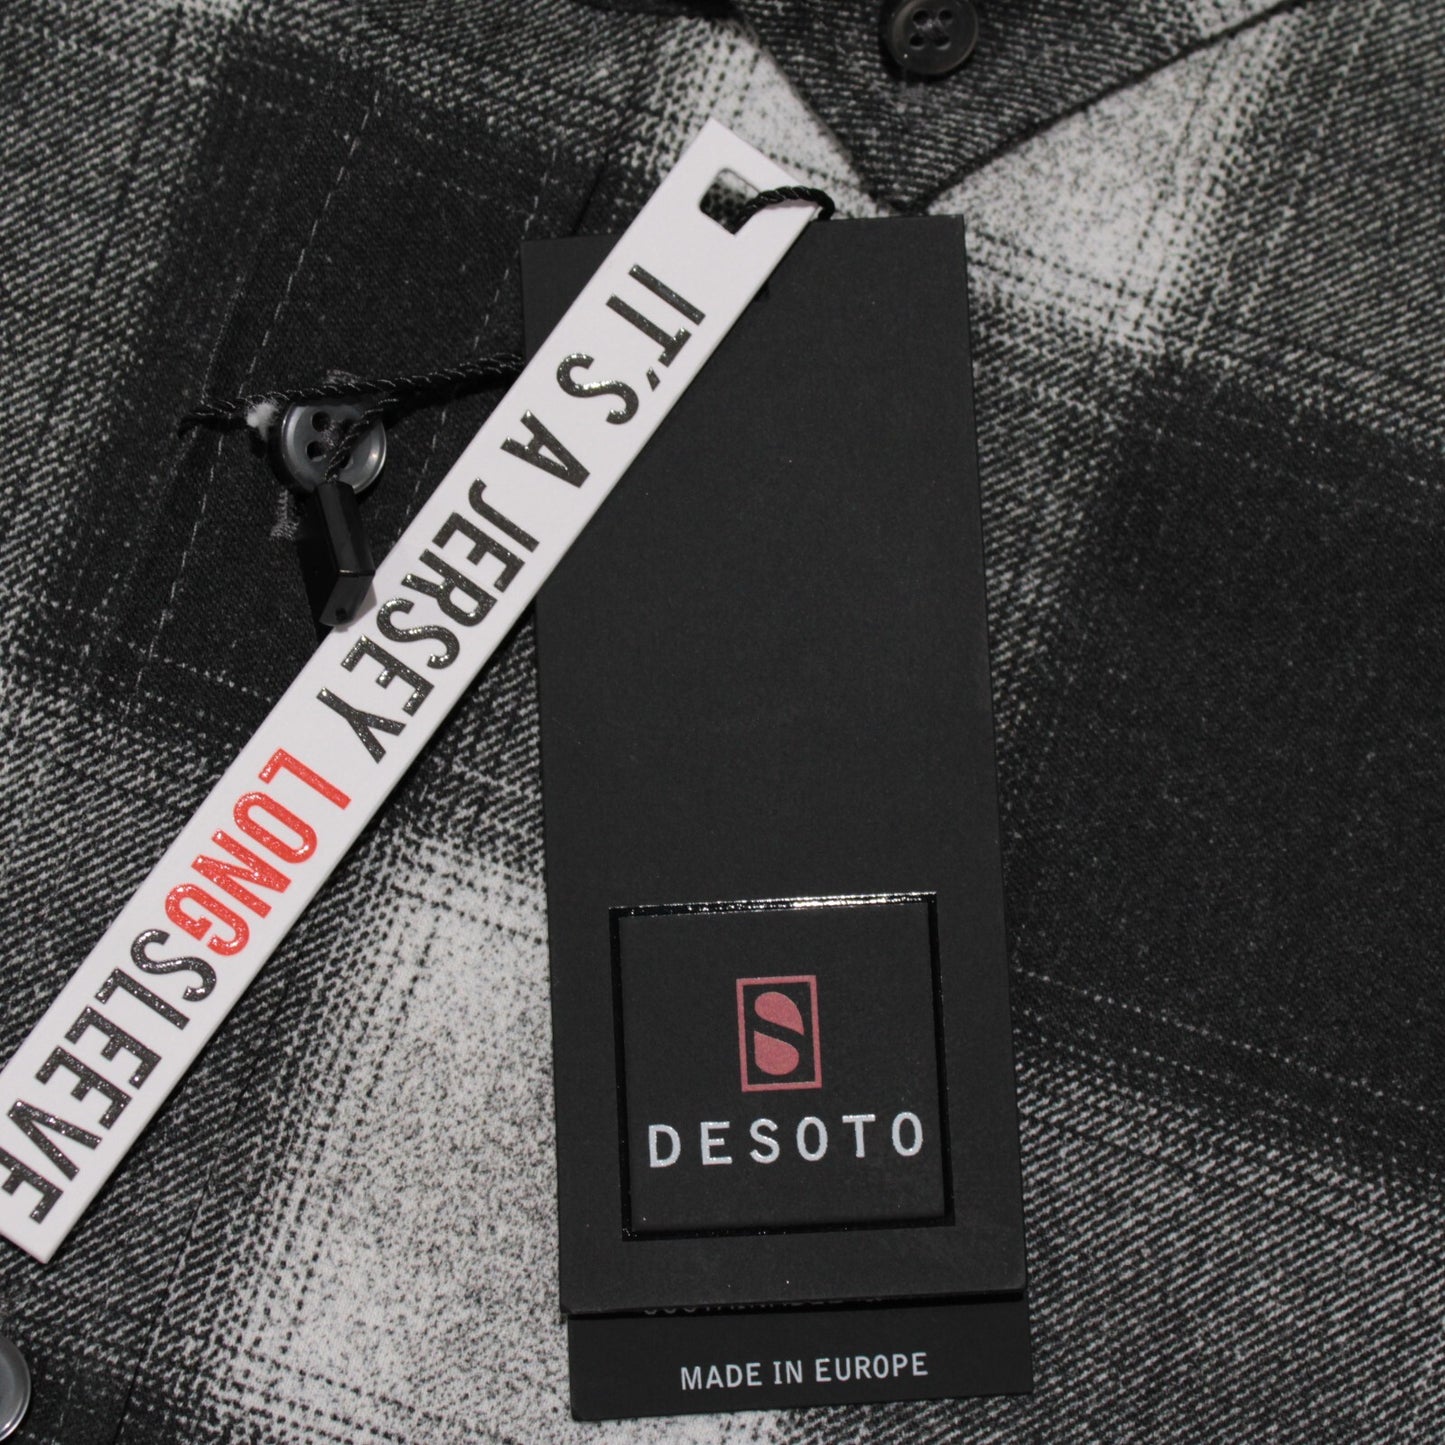 IT´S A JERSEY LONGSLEEVE
S
DESOTO
MADE IN EUROPE